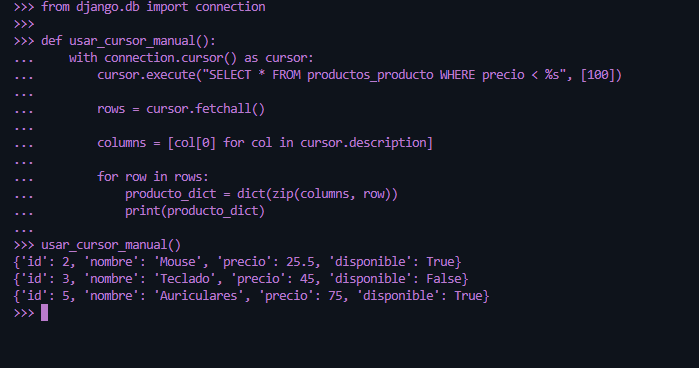 >>> from django.db import connection
>>>
>>> def usar_cursor_manual():
...     with connection.cursor() as cursor:
...         cursor.execute("SELECT * FROM productos_producto WHERE precio < %s", [100])
...
...         rows = cursor.fetchall()
...
...         columns = [col[0] for col in cursor.description]
...
...         for row in rows:
...             producto_dict = dict(zip(columns, row))
...             print(producto_dict)
...
>>> usar_cursor_manual()
{'id': 2, 'nombre': 'Mouse', 'precio': 25.5, 'disponible': True}
{'id': 3, 'nombre': 'Teclado', 'precio': 45, 'disponible': False}
{'id': 5, 'nombre': 'Auriculares', 'precio': 75, 'disponible': True}
>>>